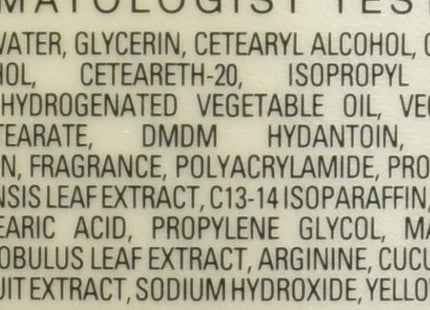 MATOLOGIST TEST
WATER, GLYCERIN, CETEARYL ALCOHOL, C
HOL, CETEARETH-20, ISOPROPYL
HYDROGENATED VEGETABLE OIL, VEG
TEARATE, DMDM HYDANTOIN,
N, FRAGRANCE, POLYACRYLAMIDE, PRO
NSIS LEAF EXTRACT, C13-14 ISOPARAFFIN,
EARIC ACID, PROPYLENE GLYCOL, MA
OBULUS LEAF EXTRACT, ARGININE, CUCU
UIT EXTRACT, SODIUM HYDROXIDE, YELLO